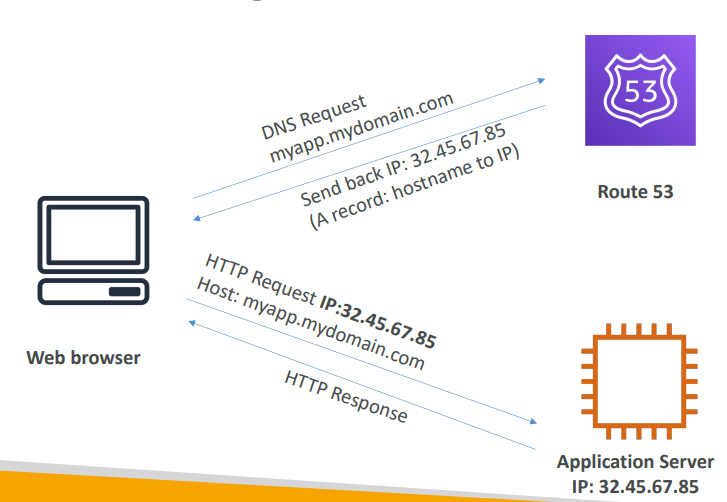 DNS Request
myapp.mydomain.com
Send back IP: 32.45.67.85
(A record: hostname to IP)
53
Route 53
HTTP Request IP:32.45.67.85
Host: myapp.mydomain.com
HTTP Response
Web browser
Application Server
IP: 32.45.67.85